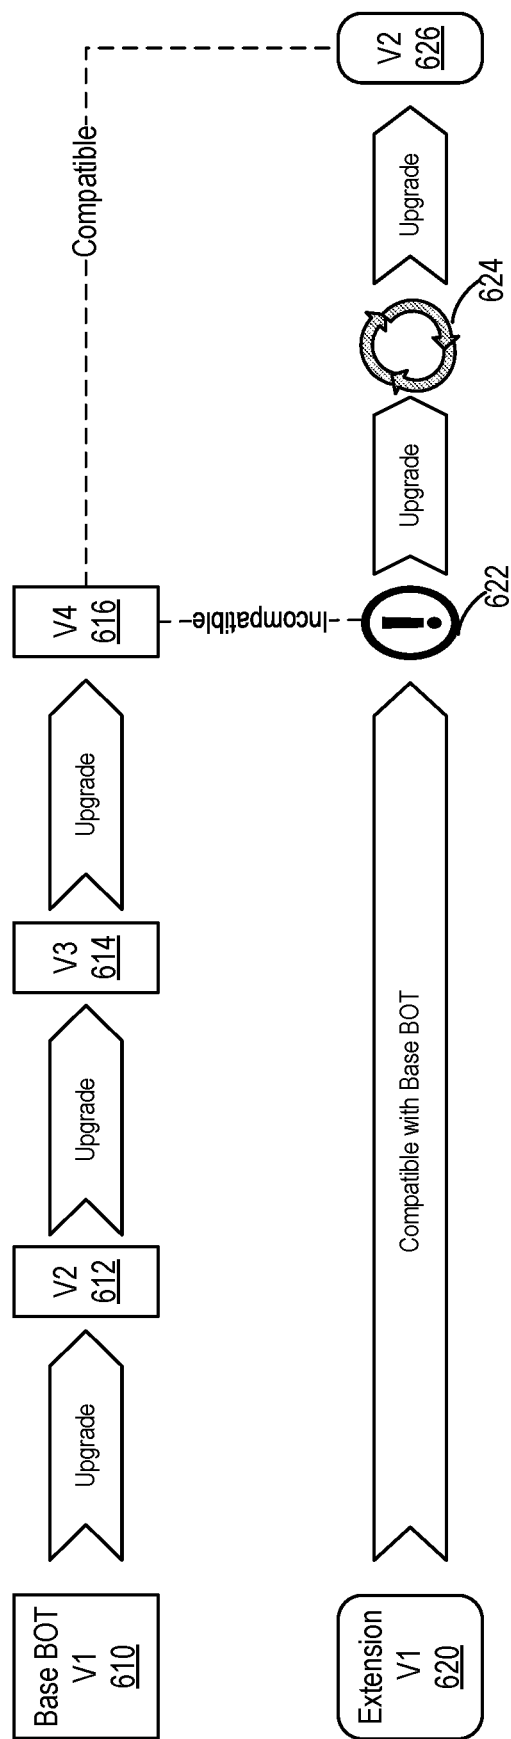 Base BOT
V1
610
Upgrade
V2
612
Upgrade
V3
614
Upgrade
V4
616
Compatible
Incompatible
Extension
V1
620
Compatible with Base BOT
622
Upgrade
624
Upgrade
V2
626